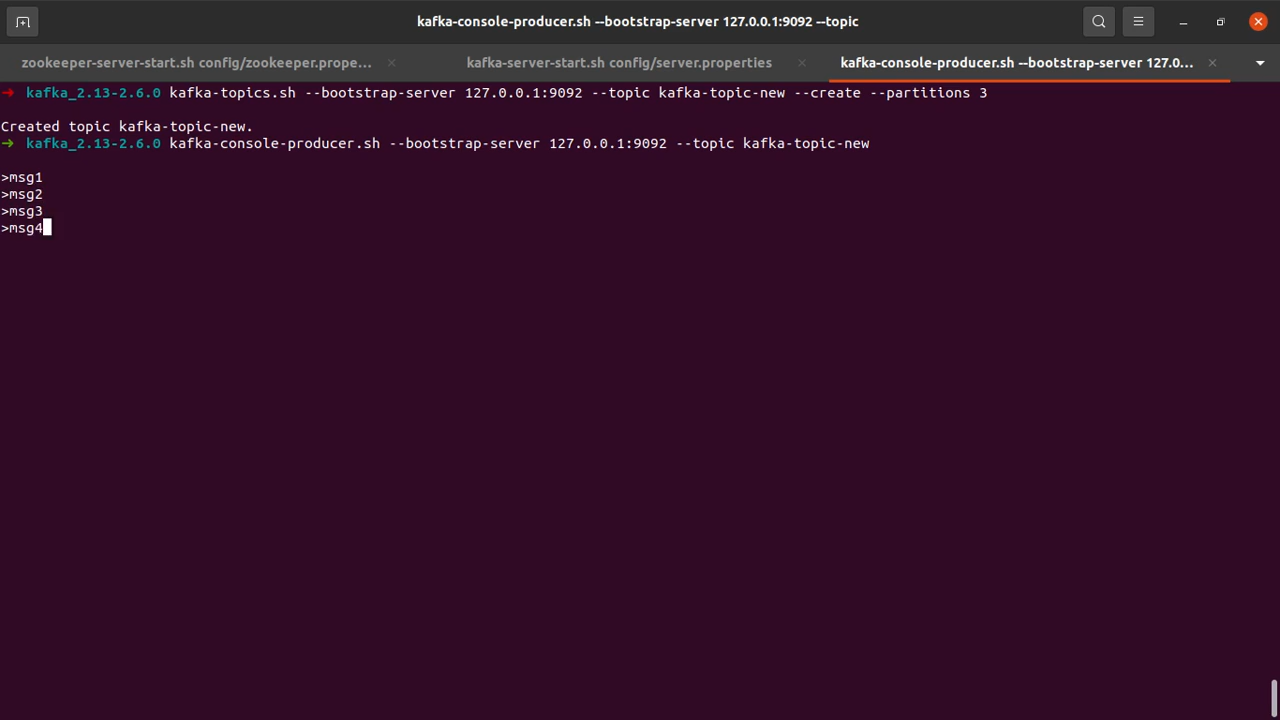 kafka-console-producer.sh --bootstrap-server 127.0.0.1:9092 --topic
zookeeper-server-start.sh config/zookeeper.prope... kafka-server-start.sh config/server.properties kafka-console-producer.sh --bootstrap-server 127.0...
➜ kafka_2.13-2.6.0 kafka-topics.sh --bootstrap-server 127.0.0.1:9092 --topic kafka-topic-new --create --partitions 3
Created topic kafka-topic-new.
➜ kafka_2.13-2.6.0 kafka-console-producer.sh --bootstrap-server 127.0.0.1:9092 --topic kafka-topic-new
>msg1
>msg2
>msg3
>msg4